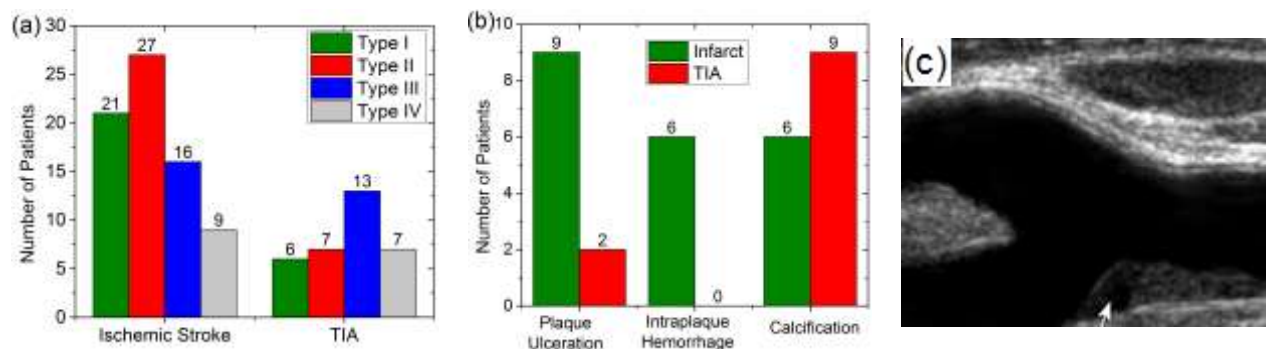 (a)
30
25
20
15
10
5
0
Number of Patients
21
27
16
9
6
7
13
7
Type I
Type II
Type III
Type IV
Ischemic Stroke
TIA
(b)
10
8
6
4
2
0
Number of Patients
9
2
6
0
6
9
Infarct
TIA
Plaque
Ulceration
Intraplaque
Hemorrhage
Calcification
(c)